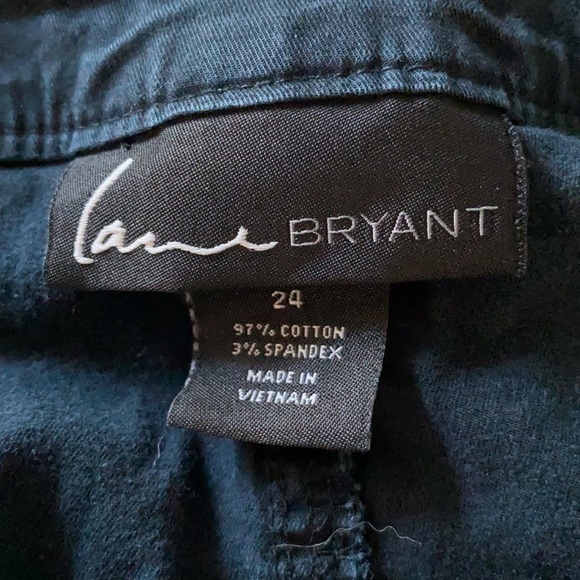 Lane BRYANT
24
97% COTTON
3% SPANDEX
MADE IN
VIETNAM